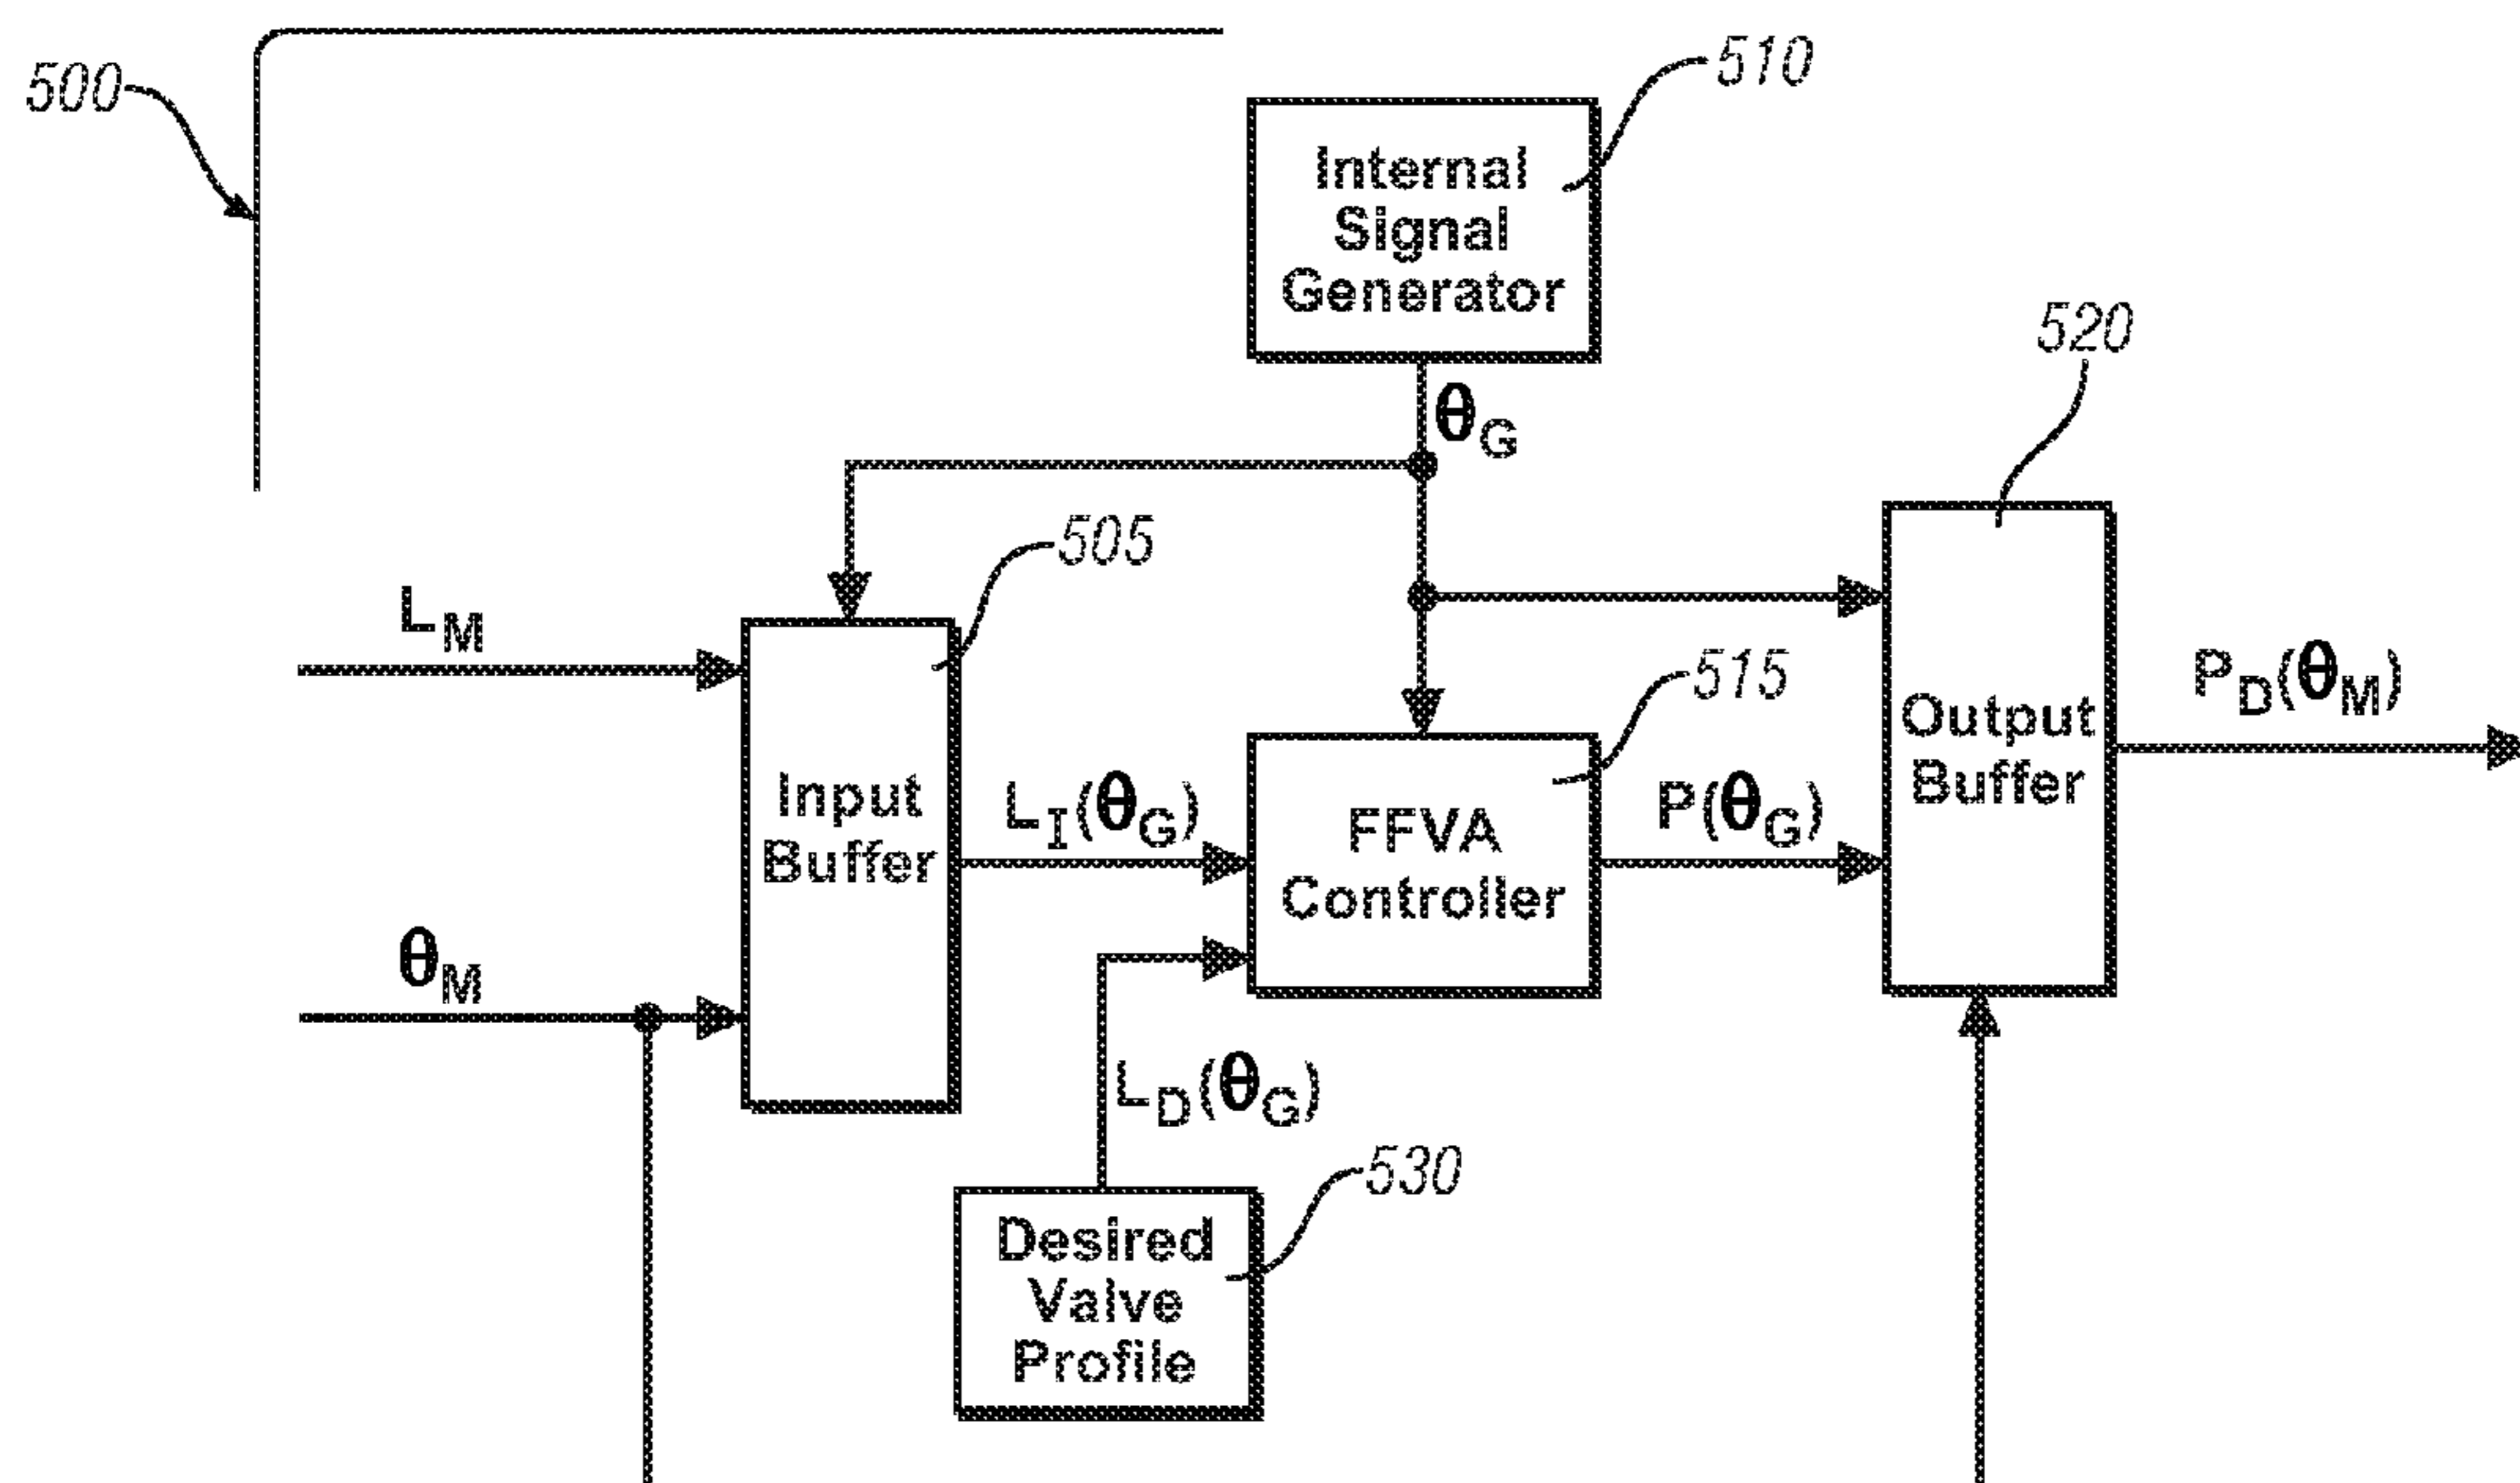 500
510
Internal
Signal
Generator
θG
520
505
LM
515
PD(θM)
Output
Buffer
Input
Buffer
LI(θG)
FFVA
Controller
P(θG)
θM
LD(θG)
530
Desired
Valve
Profile